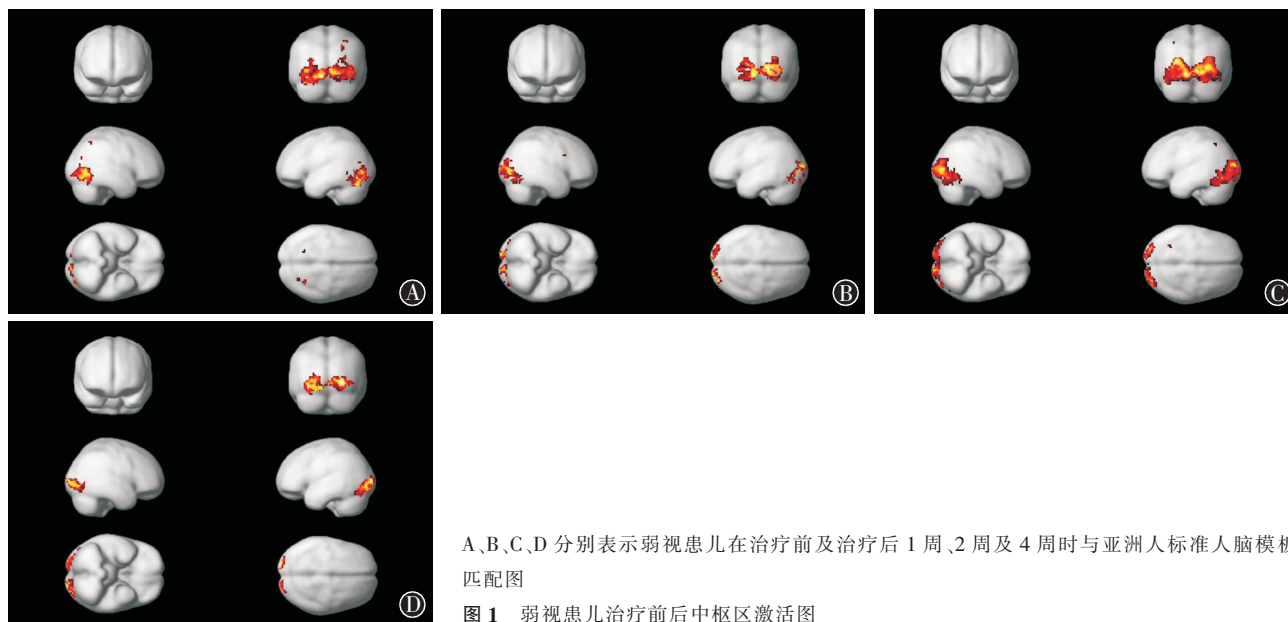 A
B
C
D
A、B、C、D 分别表示弱视患儿在治疗前及治疗后 1 周、2 周及 4 周时与亚洲人标准人脑模板
匹配图
图 1 弱视患儿治疗前后中枢区激活图